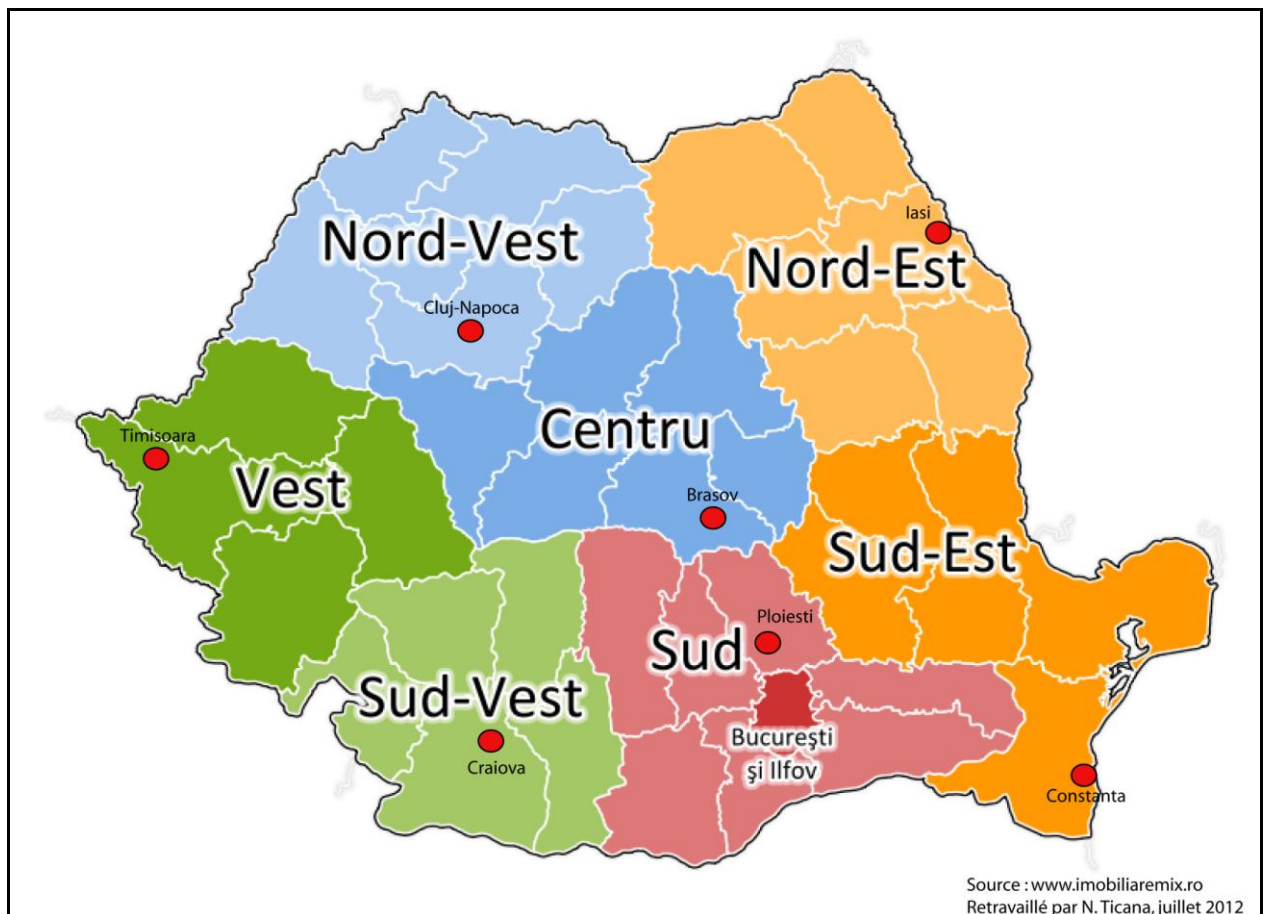 Iasi
Nord-Vest
Nord-Est
Cluj-Napoca
Centru
Timisoara
Vest
Brasov
Sud-Est
Ploiesti
Sud
Sud-Vest
Bucureşti
şi Ilfov
Craiova
Constanta
Source : www.imobiliaremix.ro
Retravaillé par N. Ticana, juillet 2012